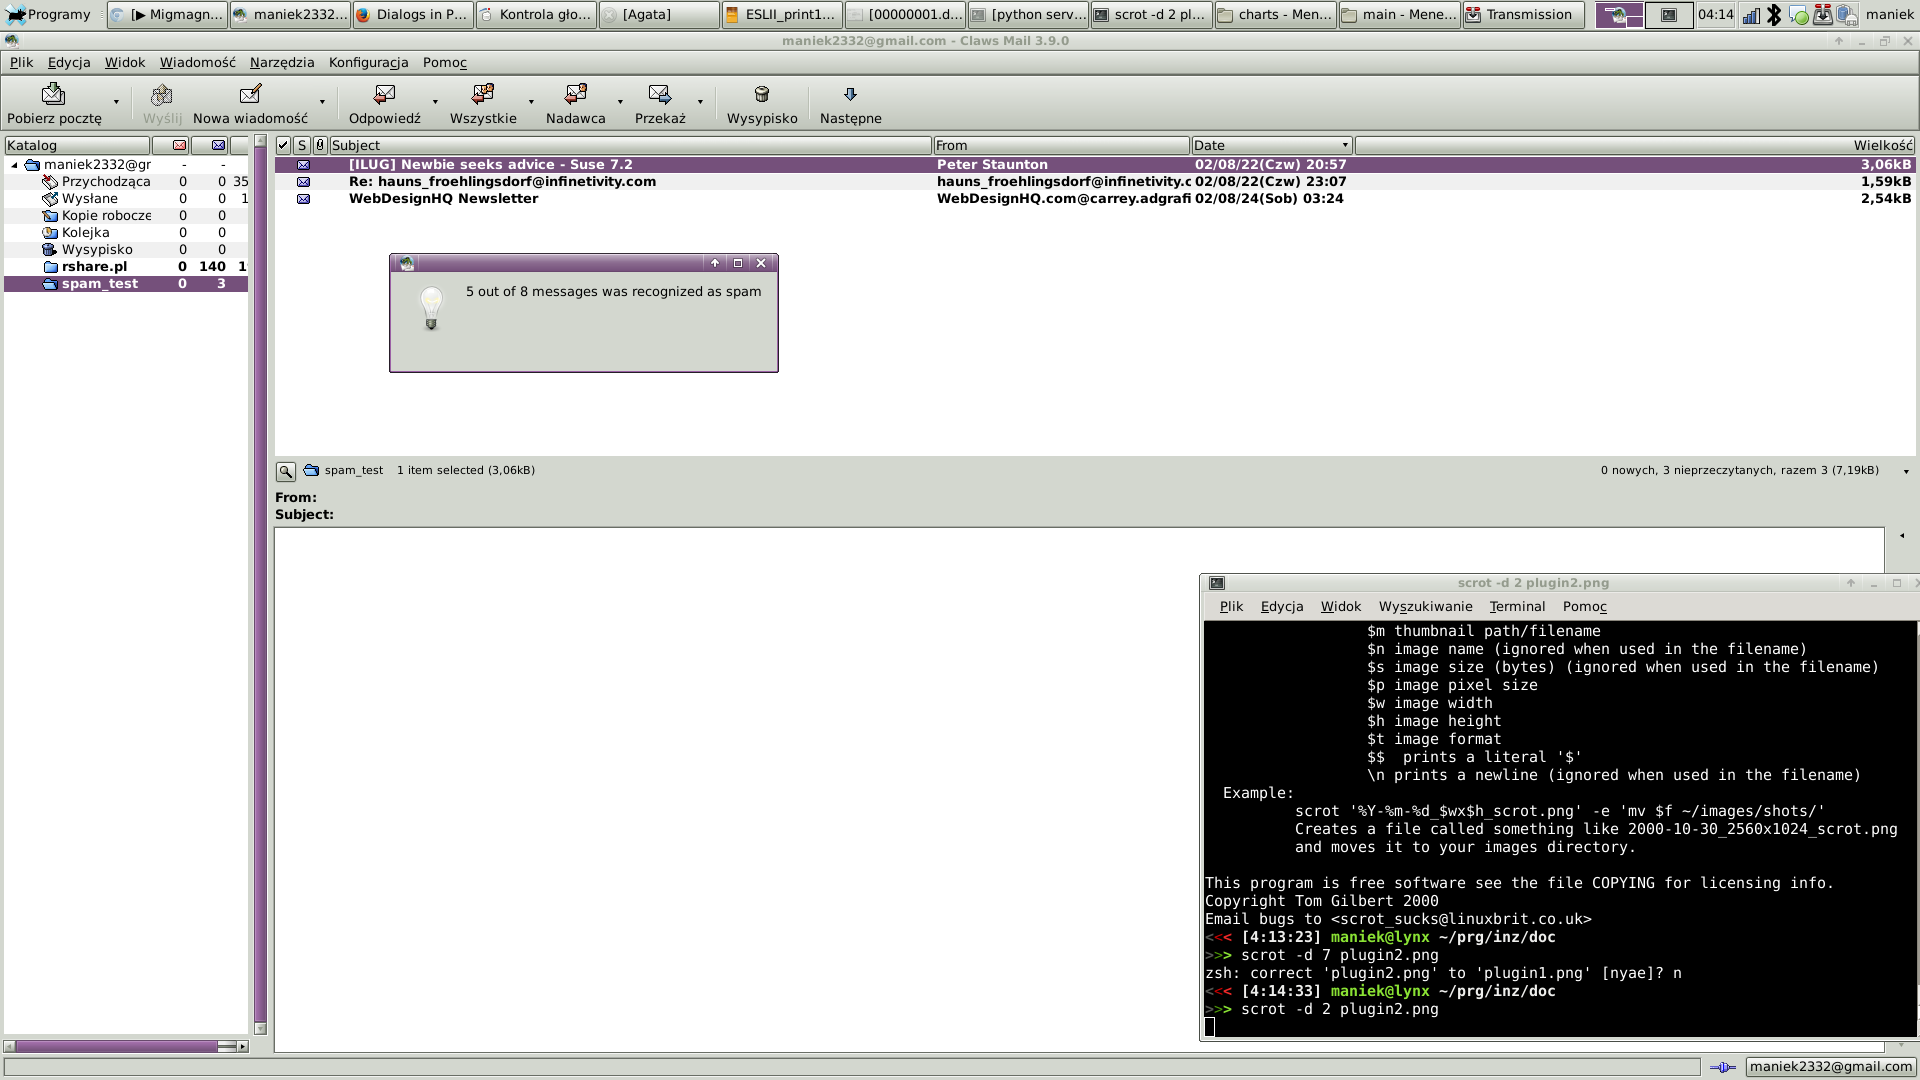 Programy [▶ Migmagn... maniek2332... Dialogs in P... Kontrola gło... [Agata] ESLII_print1... [00000001.d... [python serv... scrot -d 2 pl... charts - Men... main - Mene... Transmission 04:14 maniek
maniek2332@gmail.com - Claws Mail 3.9.0
Plik Edycja Widok Wiadomość Narzędzia Konfiguracja Pomoc
Pobierz pocztę Wyślij Nowa wiadomość Odpowiedź Wszystkie Nadawca Przekaż Wysypisko Następne
Katalog
maniek2332@gr - -
Przychodząca 0 0 35
Wysłane 0 0 1
Kopie robocze 0 0
Kolejka 0 0
Wysypisko 0 0
rshare.pl 0 140 1
spam_test 0 3
S Subject From Date Wielkość
[ILUG] Newbie seeks advice - Suse 7.2 Peter Staunton 02/08/22(Czw) 20:57 3,06kB
Re: hauns_froehlingsdorf@infinetivity.com hauns_froehlingsdorf@infinetivity.c 02/08/22(Czw) 23:07 1,59kB
WebDesignHQ Newsletter WebDesignHQ.com@carrey.adgrafi 02/08/24(Sob) 03:24 2,54kB
5 out of 8 messages was recognized as spam
spam_test 1 item selected (3,06kB) 0 nowych, 3 nieprzeczytanych, razem 3 (7,19kB)
From:
Subject:
scrot -d 2 plugin2.png
Plik Edycja Widok Wyszukiwanie Terminal Pomoc
$m thumbnail path/filename
$n image name (ignored when used in the filename)
$s image size (bytes) (ignored when used in the filename)
$p image pixel size
$w image width
$h image height
$t image format
$$  prints a literal '$'
\n prints a newline (ignored when used in the filename)
Example:
scrot '%Y-%m-%d_$wx$h_scrot.png' -e 'mv $f ~/images/shots/'
Creates a file called something like 2000-10-30_2560x1024_scrot.png
and moves it to your images directory.
This program is free software see the file COPYING for licensing info.
Copyright Tom Gilbert 2000
Email bugs to <scrot_sucks@linuxbrit.co.uk>
<<< [4:13:23] maniek@lynx ~/prg/inz/doc
>>> scrot -d 7 plugin2.png
zsh: correct 'plugin2.png' to 'plugin1.png' [nyae]? n
<<< [4:14:33] maniek@lynx ~/prg/inz/doc
>>> scrot -d 2 plugin2.png
maniek2332@gmail.com